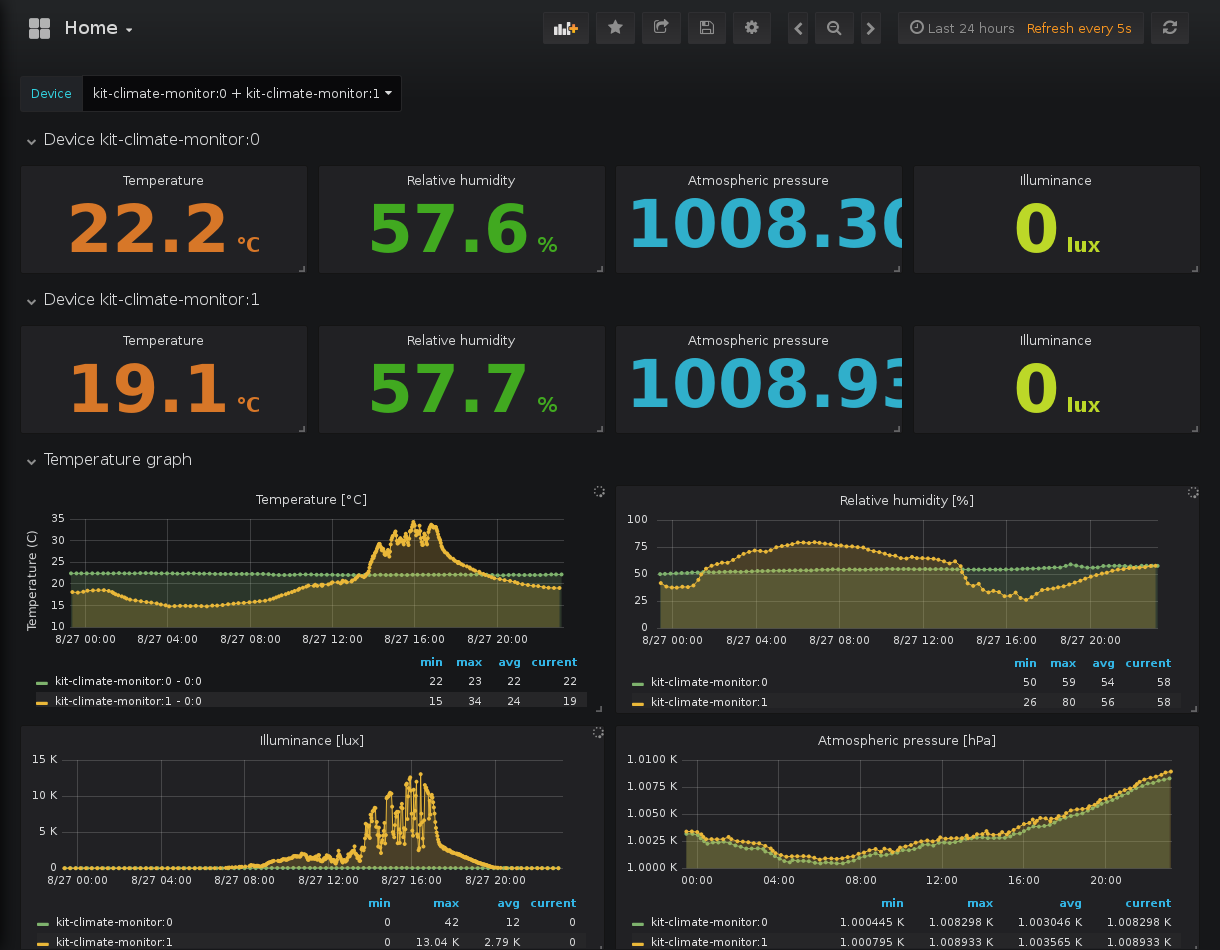 Home
Last 24 hours Refresh every 5s
Device kit-climate-monitor:0 + kit-climate-monitor:1
Device kit-climate-monitor:0
Temperature Relative humidity Atmospheric pressure Illuminance
22.2 °C 57.6 % 1008.30 0 lux
Device kit-climate-monitor:1
Temperature Relative humidity Atmospheric pressure Illuminance
19.1 °C 57.7 % 1008.93 0 lux
Temperature graph
Temperature [°C]
Temperature (C)
35
30
25
20
15
10
8/27 00:00 8/27 04:00 8/27 08:00 8/27 12:00 8/27 16:00 8/27 20:00
min max avg current
kit-climate-monitor:0 - 0:0 22 23 22 22
kit-climate-monitor:1 - 0:0 15 34 24 19
Relative humidity [%]
100
75
50
25
0
8/27 00:00 8/27 04:00 8/27 08:00 8/27 12:00 8/27 16:00 8/27 20:00
min max avg current
kit-climate-monitor:0 50 59 54 58
kit-climate-monitor:1 26 80 56 58
Illuminance [lux]
15 K
10 K
5 K
0
8/27 00:00 8/27 04:00 8/27 08:00 8/27 12:00 8/27 16:00 8/27 20:00
min max avg current
kit-climate-monitor:0 0 42 12 0
kit-climate-monitor:1 0 13.04 K 2.79 K 0
Atmospheric pressure [hPa]
1.0100 K
1.0075 K
1.0050 K
1.0025 K
1.0000 K
00:00 04:00 08:00 12:00 16:00 20:00
min max avg current
kit-climate-monitor:0 1.000445 K 1.008298 K 1.003046 K 1.008298 K
kit-climate-monitor:1 1.000795 K 1.008933 K 1.003565 K 1.008933 K